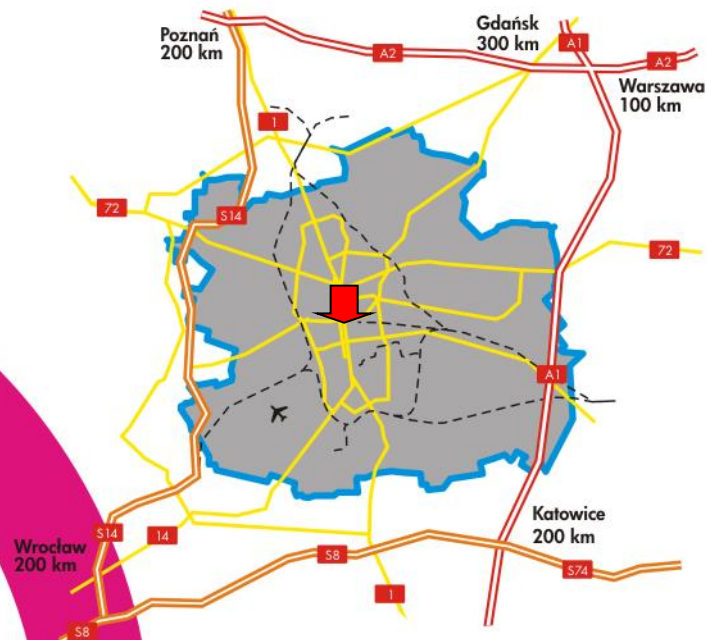 Poznań
200 km
Gdańsk
300 km
A1
A2
A2
Warszawa
100 km
1
72
S14
72
A1
S14
14
Wrocław
200 km
Katowice
200 km
S8
S74
1
S8